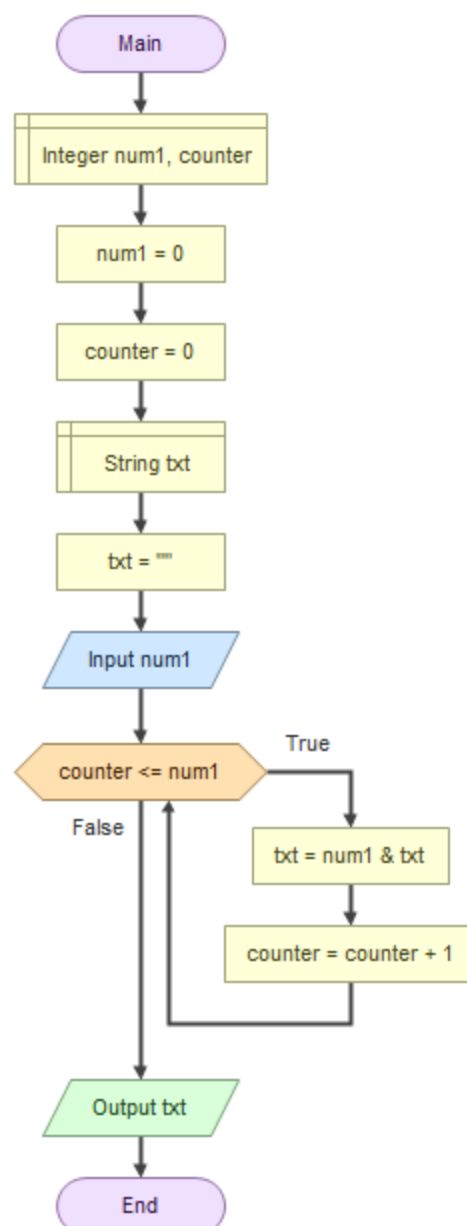 Main
Integer num1, counter
num1 = 0
counter = 0
String txt
txt = ""
Input num1
counter <= num1
True
False
txt = num1 & txt
counter = counter + 1
Output txt
End